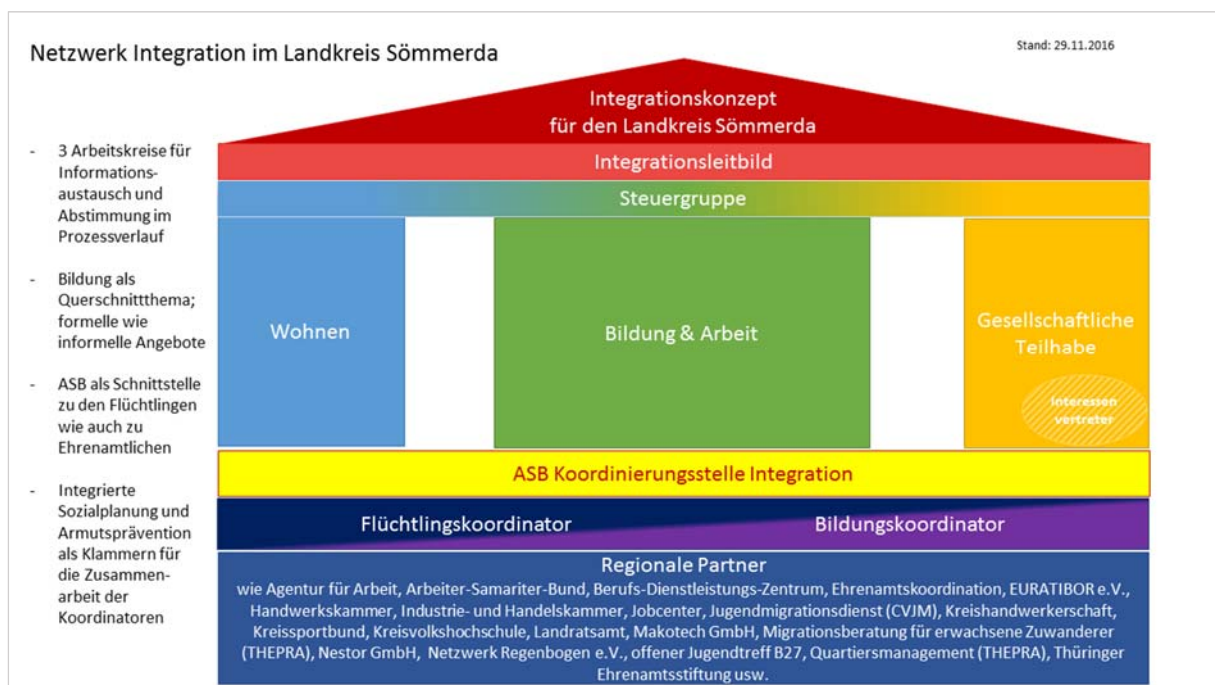 Netzwerk Integration im Landkreis Sömmerda
Stand: 29.11.2016
- 3 Arbeitskreise für
Informations-
austausch und
Abstimmung im
Prozessverlauf
- Bildung als
Querschnittthema;
formelle wie
informelle Angebote
- ASB als Schnittstelle
zu den Flüchtlingen
wie auch zu
Ehrenamtlichen
- Integrierte
Sozialplanung und
Armutsprävention
als Klammern für
die Zusammen-
arbeit der
Koordinatoren
Integrationskonzept
für den Landkreis Sömmerda
Integrationsleitbild
Steuergruppe
Wohnen
Bildung & Arbeit
Gesellschaftliche
Teilhabe
Interessen
vertreter
ASB Koordinierungsstelle Integration
Flüchtlingskoordinator
Bildungskoordinator
Regionale Partner
wie Agentur für Arbeit, Arbeiter-Samariter-Bund, Berufs-Dienstleistungs-Zentrum, Ehrenamtskoordination, EURATIBOR e.V.,
Handwerkskammer, Industrie- und Handelskammer, Jobcenter, Jugendmigrationsdienst (CVJM), Kreishandwerkerschaft,
Kreissportbund, Kreisvolkshochschule, Landratsamt, Makotech GmbH, Migrationsberatung für erwachsene Zuwanderer
(THEPRA), Nestor GmbH, Netzwerk Regenbogen e.V., offener Jugendtreff B27, Quartiersmanagement (THEPRA), Thüringer
Ehrenamtsstiftung usw.